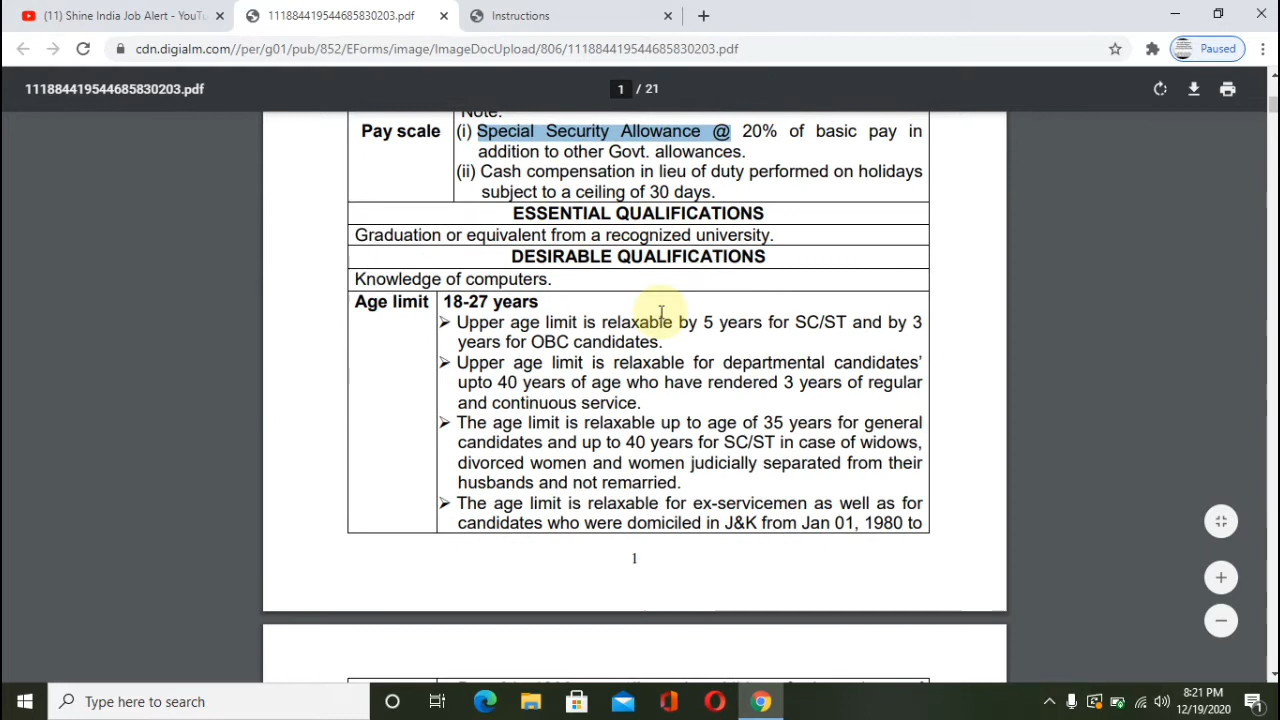 (11) Shine India Job Alert - YouTu
111884419544685830203.pdf
Instructions
cdn.digialm.com//per/g01/pub/852/EForms/image/ImageDocUpload/806/111884419544685830203.pdf
Paused
111884419544685830203.pdf
1 / 21
Note:
Pay scale
(i) Special Security Allowance @ 20% of basic pay in
addition to other Govt. allowances.
(ii) Cash compensation in lieu of duty performed on holidays
subject to a ceiling of 30 days.
ESSENTIAL QUALIFICATIONS
Graduation or equivalent from a recognized university.
DESIRABLE QUALIFICATIONS
Knowledge of computers.
Age limit
18-27 years
➢ Upper age limit is relaxable by 5 years for SC/ST and by 3
years for OBC candidates.
➢ Upper age limit is relaxable for departmental candidates’
upto 40 years of age who have rendered 3 years of regular
and continuous service.
➢ The age limit is relaxable up to age of 35 years for general
candidates and up to 40 years for SC/ST in case of widows,
divorced women and women judicially separated from their
husbands and not remarried.
➢ The age limit is relaxable for ex-servicemen as well as for
candidates who were domiciled in J&K from Jan 01, 1980 to
1
Type here to search
8:21 PM
12/19/2020
1